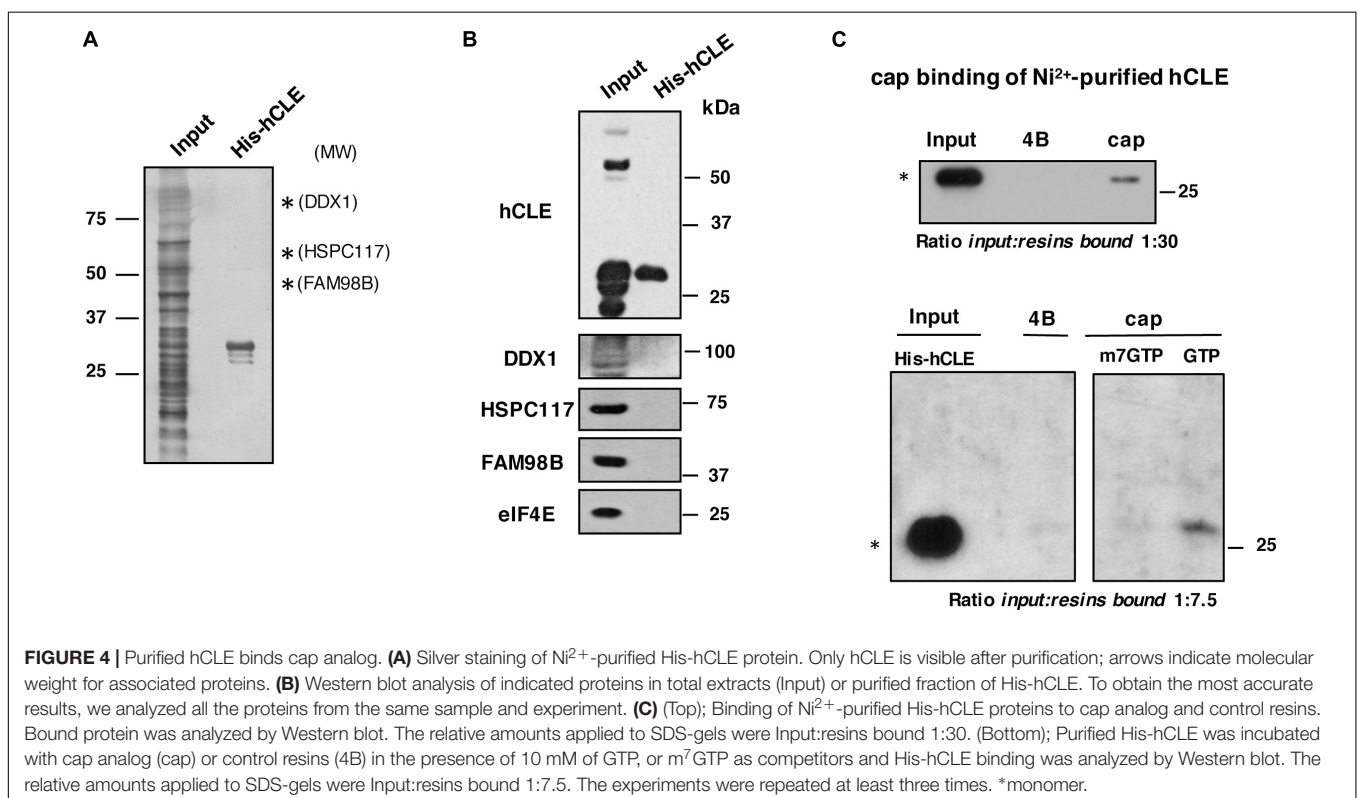 A
Input
His-hCLE
(MW)
* (DDX1)
75
* (HSPC117)
50
* (FAM98B)
37
25
B
Input
His-hCLE
kDa
hCLE
50
37
25
DDX1
100
HSPC117
75
FAM98B
37
eIF4E
25
C
cap binding of Ni²⁺-purified hCLE
Input 4B cap
*
25
Ratio input:resins bound 1:30
Input 4B cap
His-hCLE m7GTP GTP
*
25
Ratio input:resins bound 1:7.5
FIGURE 4 | Purified hCLE binds cap analog. (A) Silver staining of Ni²⁺-purified His-hCLE protein. Only hCLE is visible after purification; arrows indicate molecular
weight for associated proteins. (B) Western blot analysis of indicated proteins in total extracts (Input) or purified fraction of His-hCLE. To obtain the most accurate
results, we analyzed all the proteins from the same sample and experiment. (C) (Top); Binding of Ni²⁺-purified His-hCLE proteins to cap analog and control resins.
Bound protein was analyzed by Western blot. The relative amounts applied to SDS-gels were Input:resins bound 1:30. (Bottom); Purified His-hCLE was incubated
with cap analog (cap) or control resins (4B) in the presence of 10 mM of GTP, or m⁷GTP as competitors and His-hCLE binding was analyzed by Western blot. The
relative amounts applied to SDS-gels were Input:resins bound 1:7.5. The experiments were repeated at least three times. *monomer.